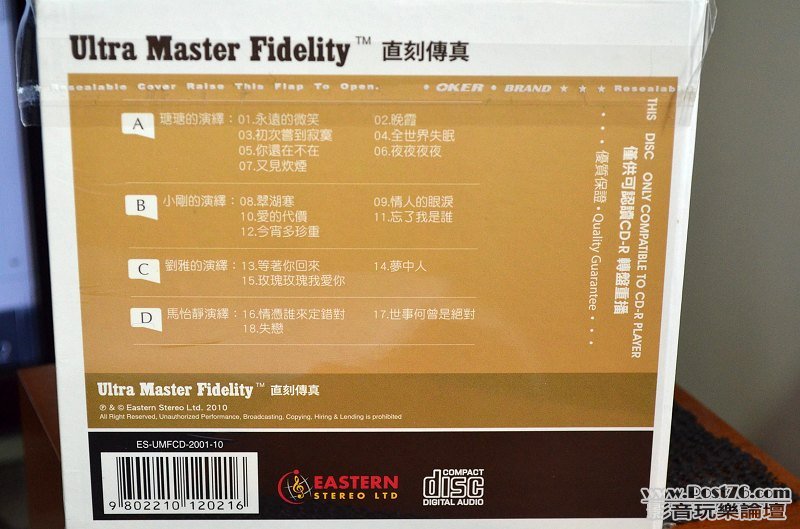 Ultra Master Fidelity™ 直刻傳真
Resealable Cover Raise This Flap To Open. • OKER • BRAND ★ ★ ★ Resealab
A 瑭瑭的演繹：01.永遠的微笑 02.晚霞
03.初次嘗到寂寞 04.全世界失眠
05.你還在不在 06.夜夜夜夜
07.又見炊煙
B 小剛的演繹：08.翠湖寒 09.情人的眼淚
10.愛的代價 11.忘了我是誰
12.今宵多珍重
C 劉雅的演繹：13.等著你回來 14.夢中人
15.玫瑰玫瑰我愛你
D 馬怡靜演繹：16.情憑誰來定錯對 17.世事何曾是絕對
18.失戀
THIS DISC ONLY COMPATIBLE TO CD-R PLAYER
僅供可認讀CD-R 轉盤重播
• • • 優質保證 • Quality Guarantee • • •
Ultra Master Fidelity™ 直刻傳真
℗ & © Eastern Stereo Ltd. 2010
All Right Reserved, Unauthorized Performance, Broadcasting, Copying, Hiring & Lending is prohibited
ES-UMFCD-2001-10
9 802210 120216
EASTERN
STEREO LTD
COMPACT
disc
DIGITAL AUDIO
www.Post76.com
影音玩樂論壇